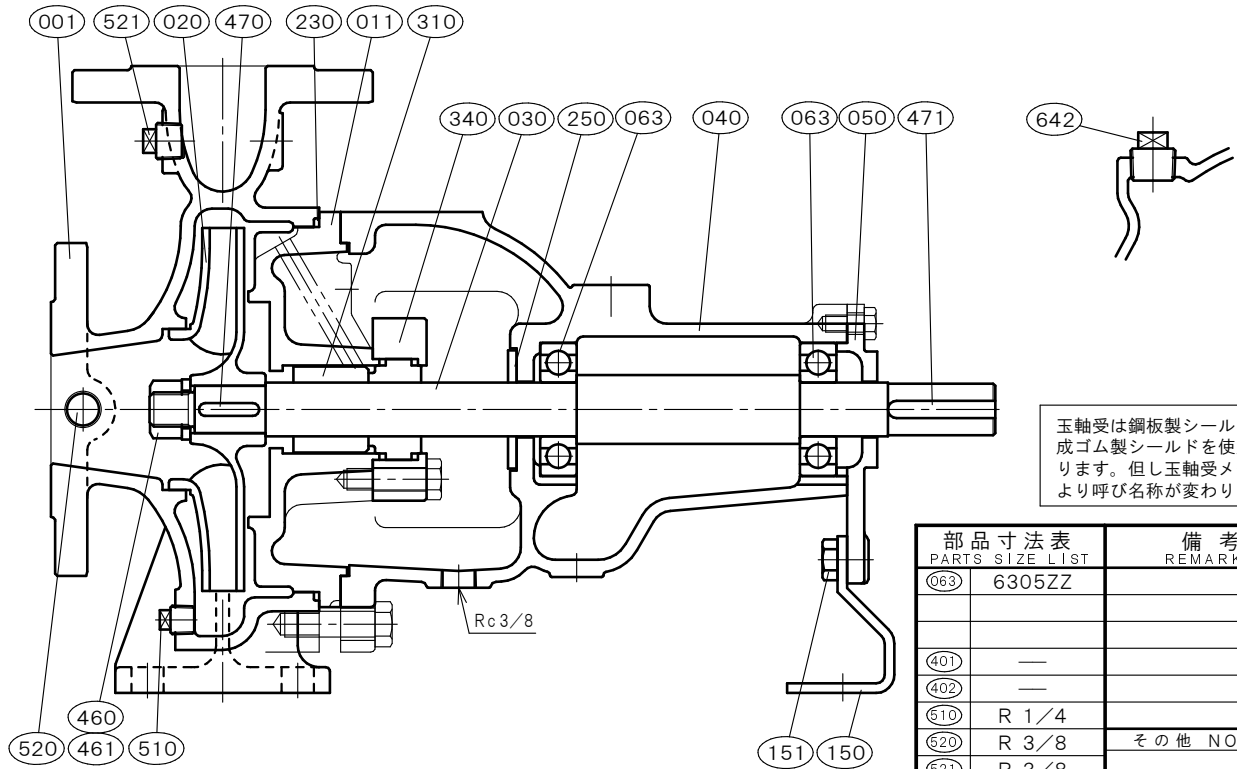 001 521 020 470 230 011 310
340 030 250 063 040 063 050 471
642
玉軸受は鋼板製シール
成ゴム製シールドを使
ります。但し玉軸受メ
より呼び名称が変わり
部品寸法表 備考
PARTS SIZE LIST REMARK
063 6305ZZ
401 ―
402 ―
510 R 1/4
520 R 3/8 その他 NO
521 R 3/8
Rc3/8
460
520 461 510 151 150